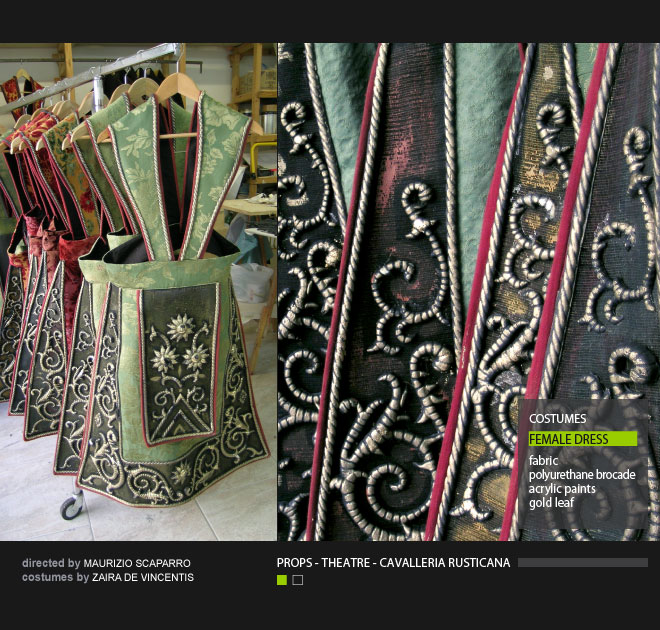 COSTUMES
FEMALE DRESS
fabric
polyurethane brocade
acrylic paints
gold leaf
directed by MAURIZIO SCAPARRO
costumes by ZAIRA DE VINCENTIS
PROPS - THEATRE - CAVALLERIA RUSTICANA